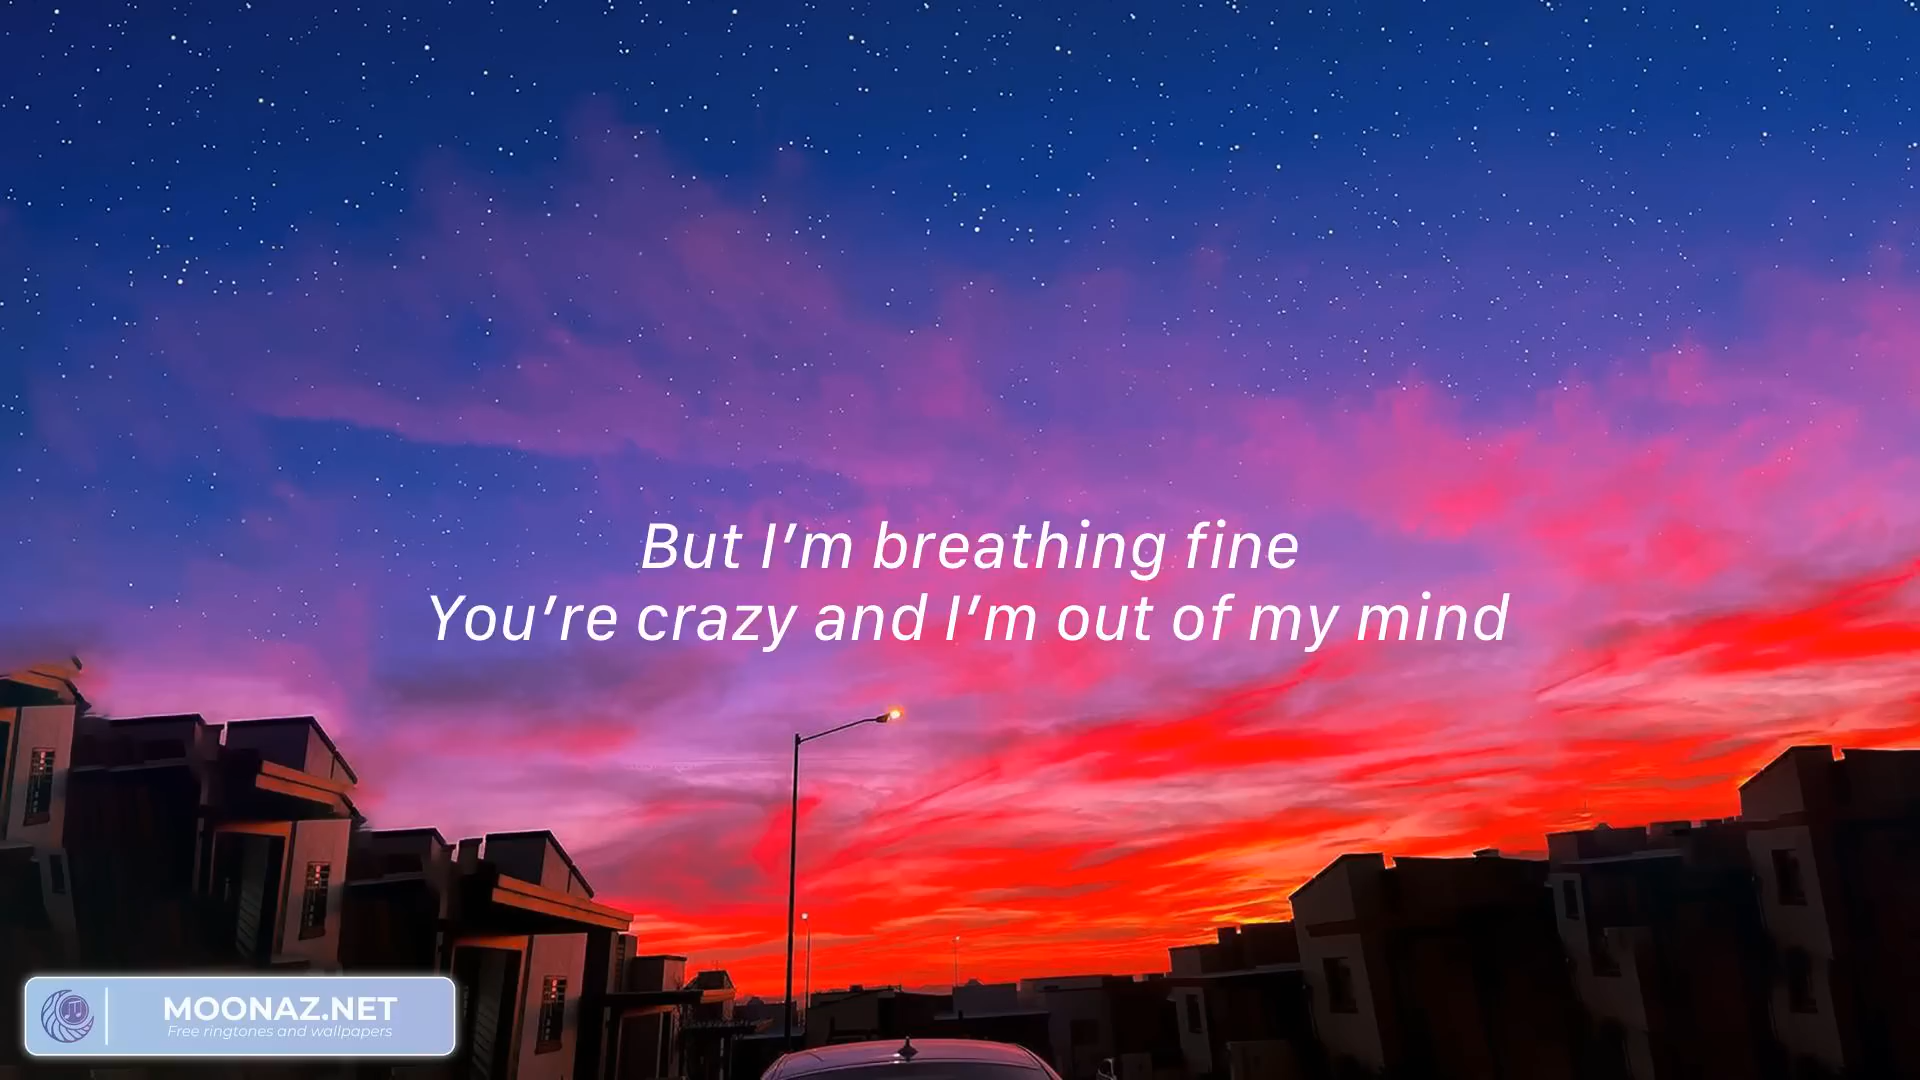 But I’m breathing fine
You’re crazy and I’m out of my mind
MOONAZ.NET
Free ringtones and wallpapers